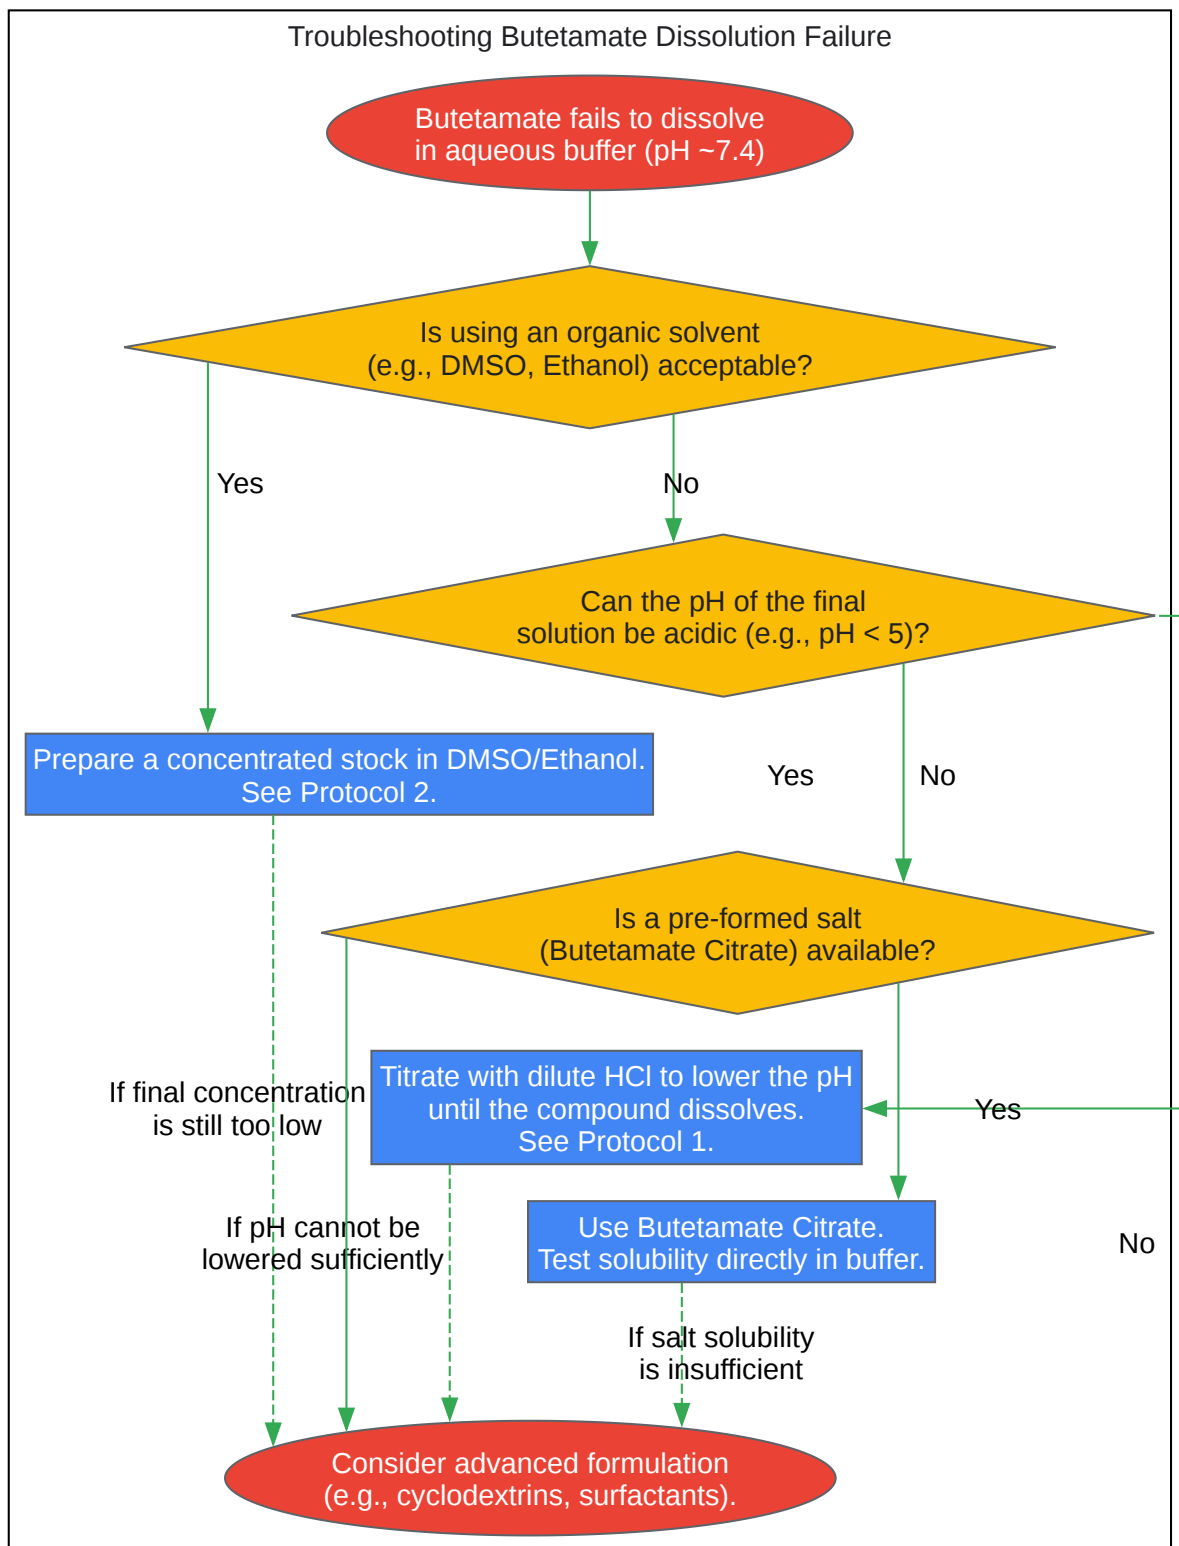 Troubleshooting Butetamate Dissolution Failure
Butetamate fails to dissolve
in aqueous buffer (pH ~7.4)
Is using an organic solvent
(e.g., DMSO, Ethanol) acceptable?
Yes
No
Can the pH of the final
solution be acidic (e.g., pH < 5)?
Prepare a concentrated stock in DMSO/Ethanol.
See Protocol 2.
Yes
No
Is a pre-formed salt
(Butetamate Citrate) available?
If final concentration
is still too low
Titrate with dilute HCl to lower the pH
until the compound dissolves.
See Protocol 1.
Yes
If pH cannot be
lowered sufficiently
Use Butetamate Citrate.
Test solubility directly in buffer.
No
If salt solubility
is insufficient
Consider advanced formulation
(e.g., cyclodextrins, surfactants).